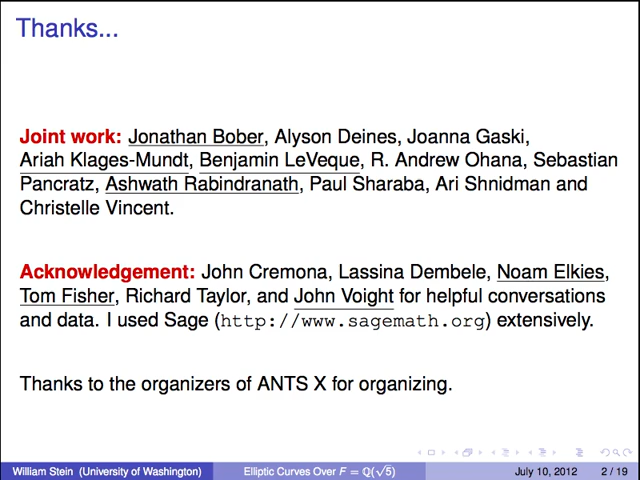 Thanks...
Joint work: Jonathan Bober, Alyson Deines, Joanna Gaski,
Ariah Klages-Mundt, Benjamin LeVeque, R. Andrew Ohana, Sebastian
Pancratz, Ashwath Rabindranath, Paul Sharaba, Ari Shnidman and
Christelle Vincent.
Acknowledgement: John Cremona, Lassina Dembele, Noam Elkies,
Tom Fisher, Richard Taylor, and John Voight for helpful conversations
and data. I used Sage (http://www.sagemath.org) extensively.
Thanks to the organizers of ANTS X for organizing.
William Stein (University of Washington) Elliptic Curves Over F = ℚ(√5) July 10, 2012 2 / 19